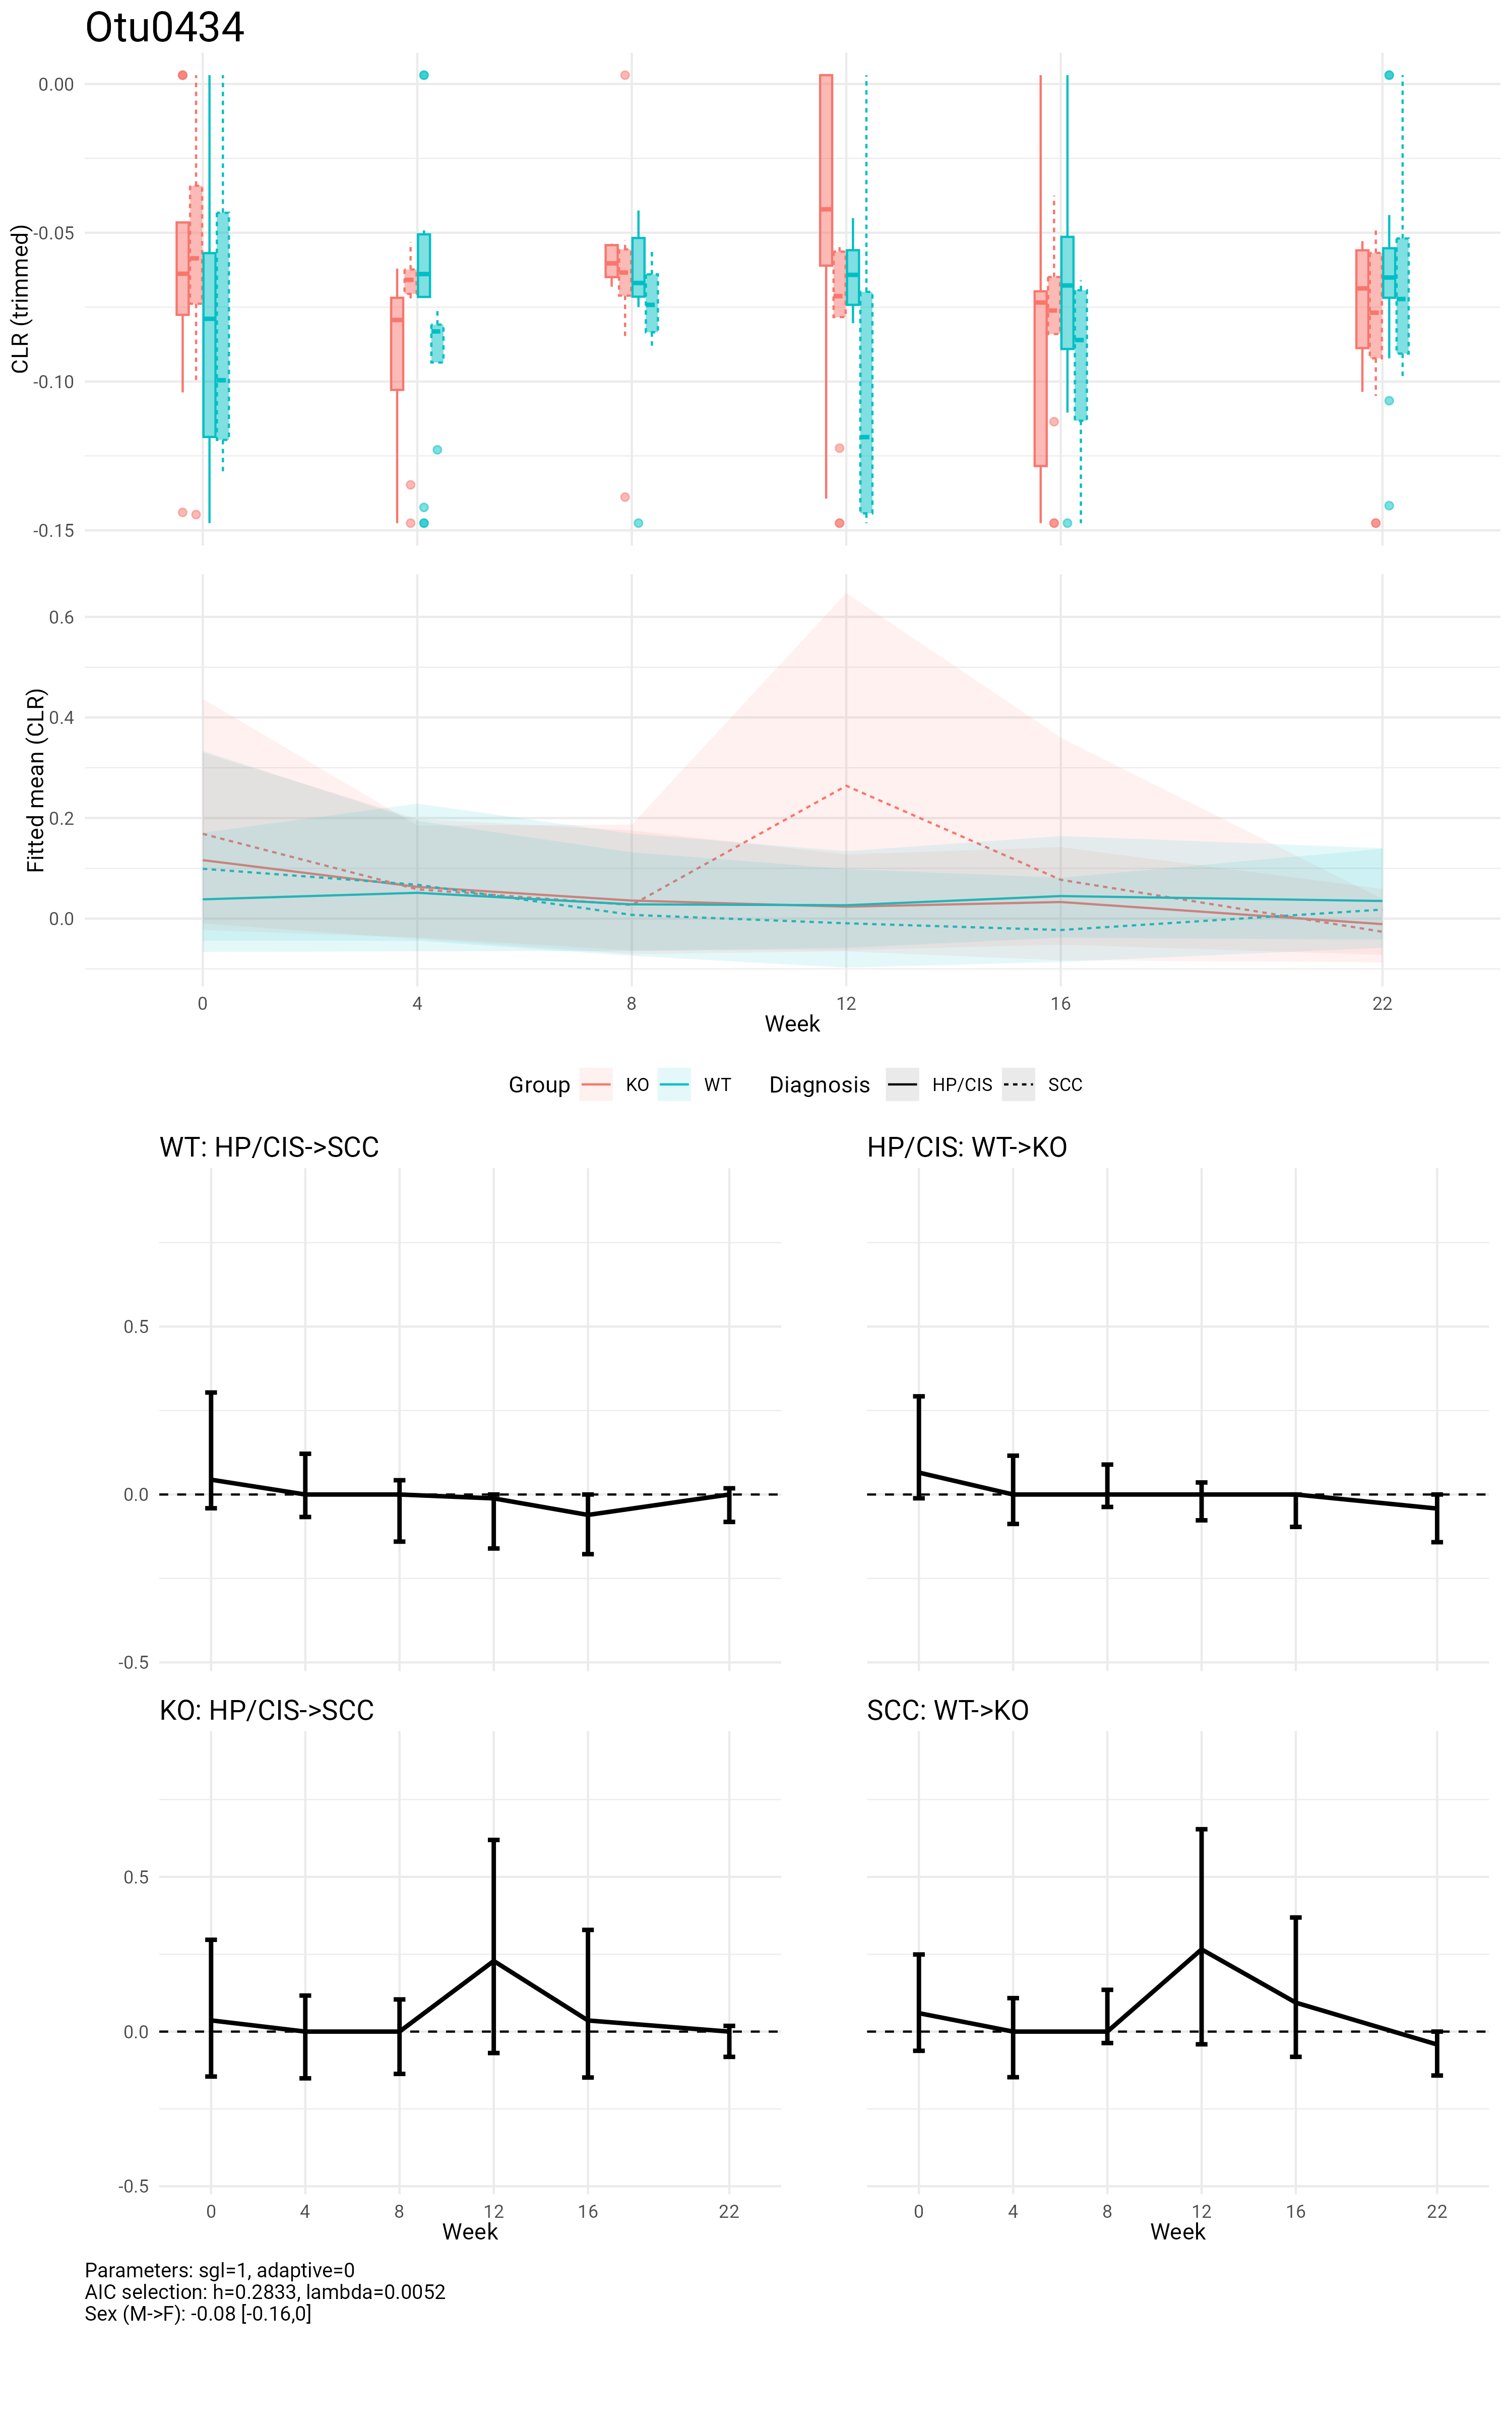 Otu0434
CLR (trimmed)
0.00
-0.05
-0.10
-0.15
Fitted mean (CLR)
0.6
0.4
0.2
0.0
0 4 8 12 16 22
Week
Group KO WT Diagnosis HP/CIS SCC
WT: HP/CIS->SCC
0.5
0.0
-0.5
HP/CIS: WT->KO
KO: HP/CIS->SCC
0.5
0.0
-0.5
0 4 8 12 16 22
Week
SCC: WT->KO
0 4 8 12 16 22
Week
Parameters: sgl=1, adaptive=0
AIC selection: h=0.2833, lambda=0.0052
Sex (M->F): -0.08 [-0.16,0]